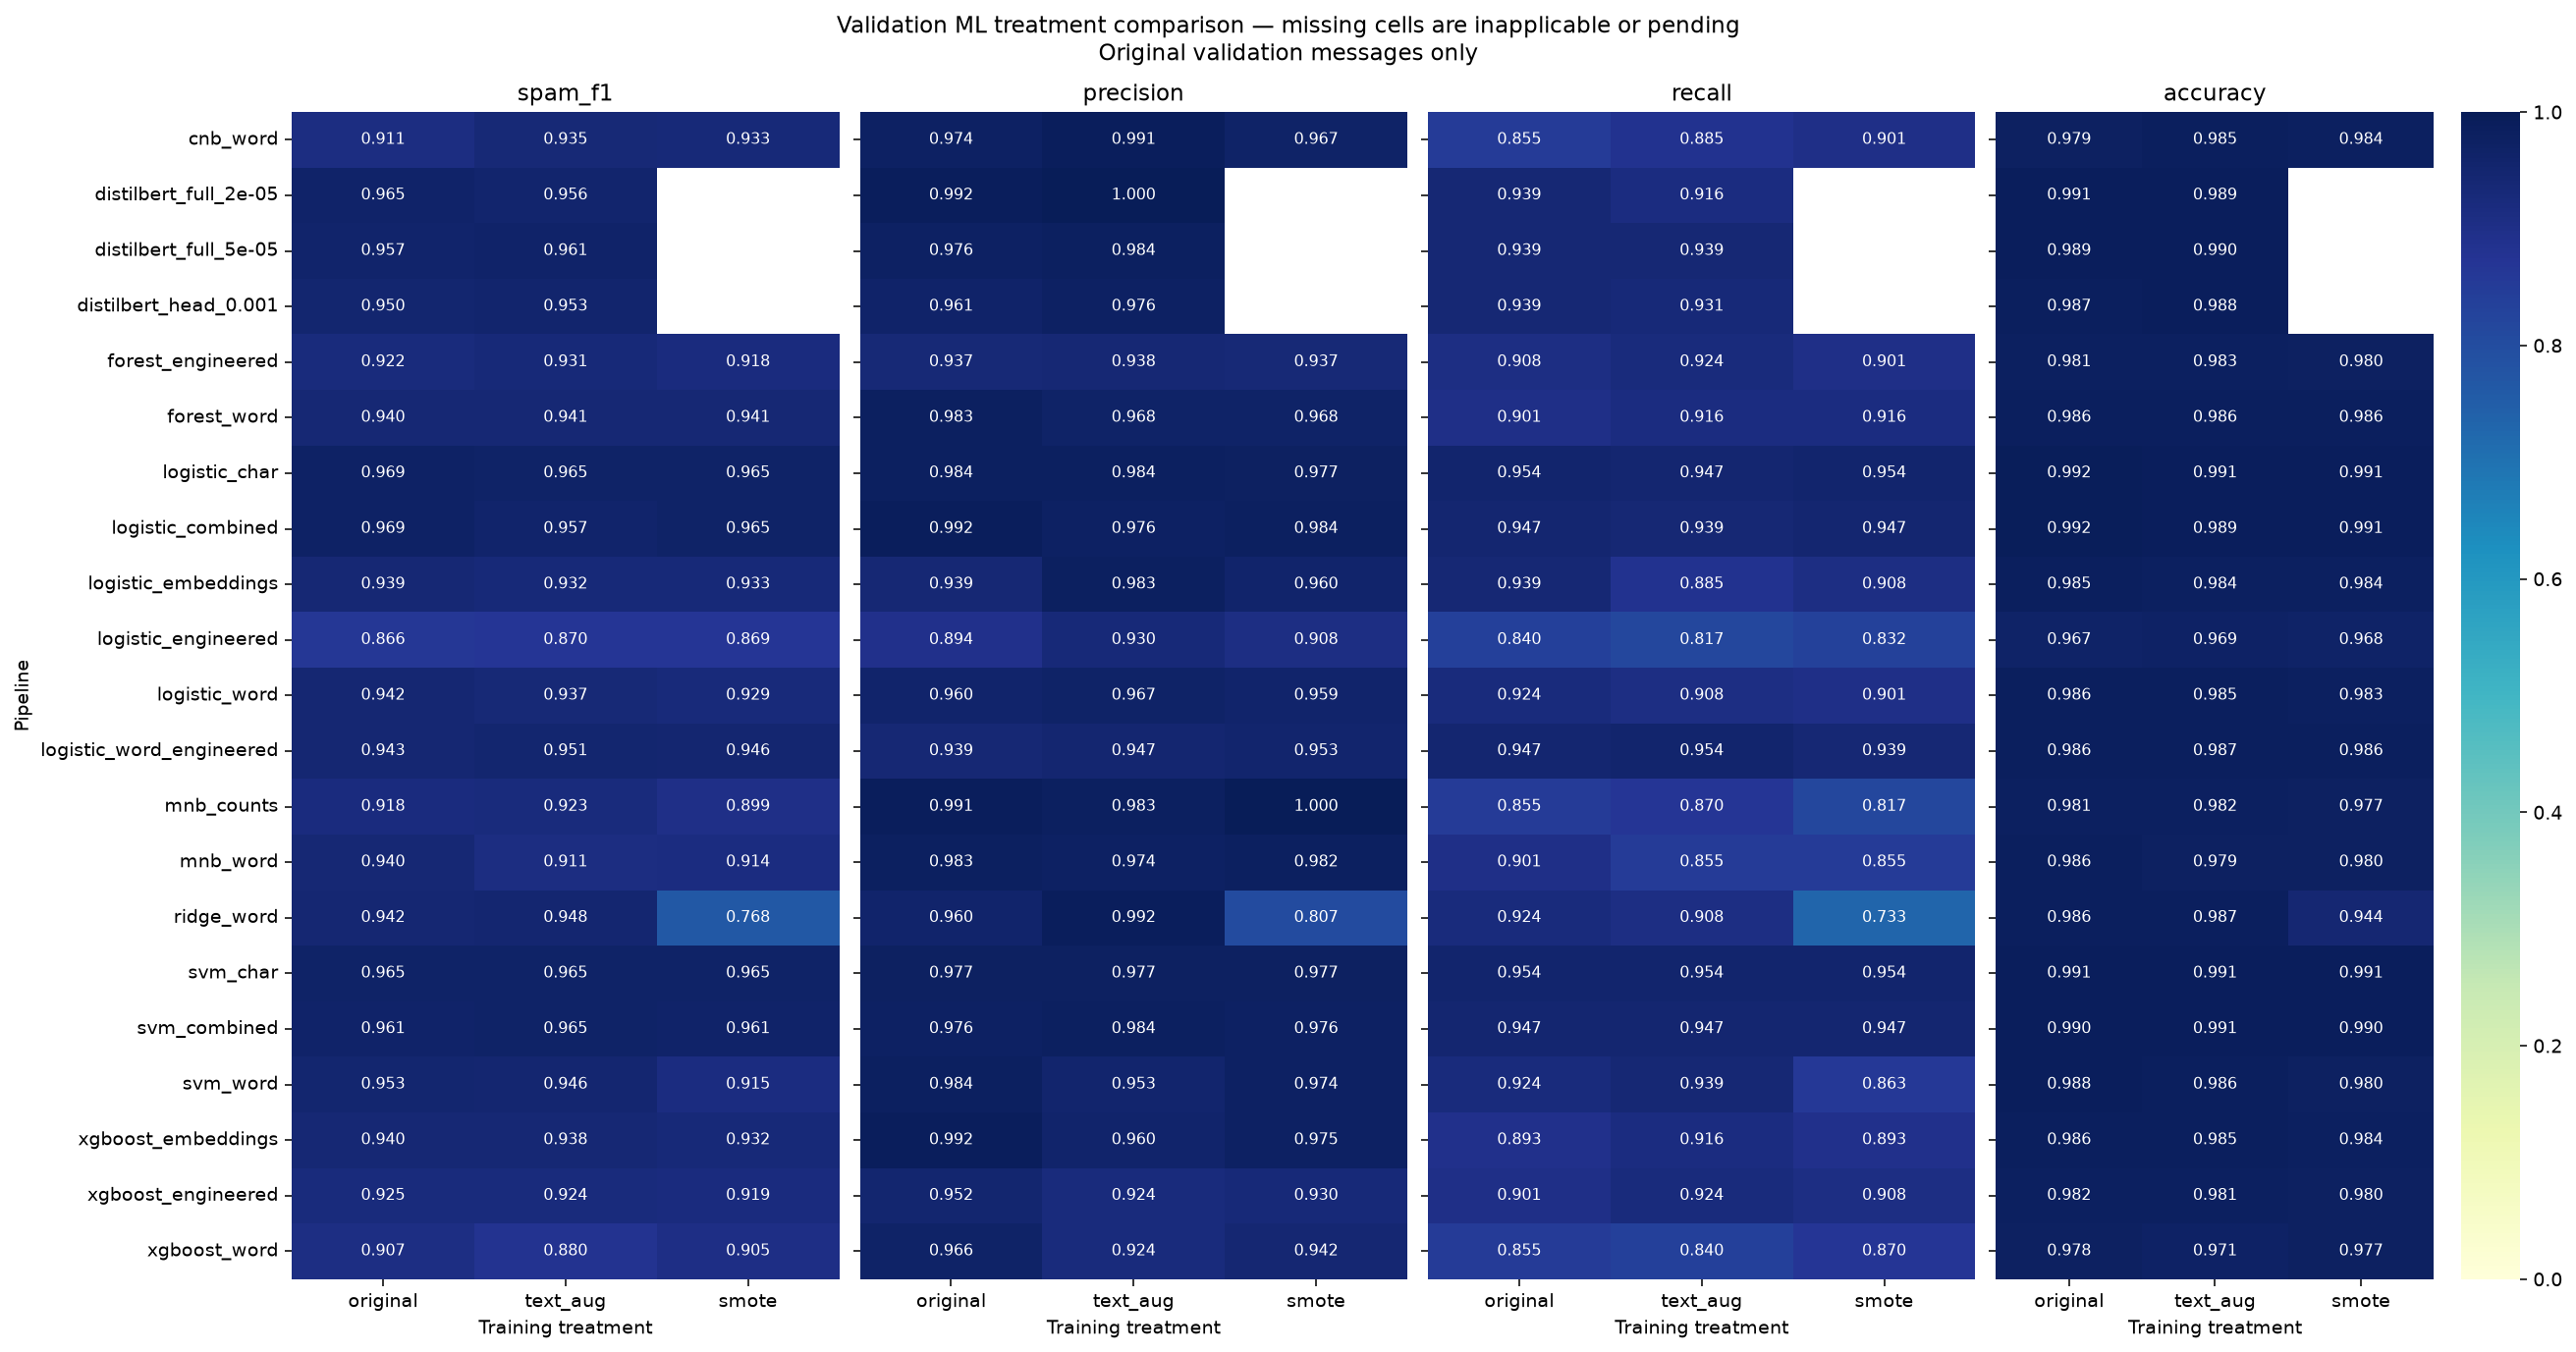 Validation ML treatment comparison — missing cells are inapplicable or pending
Original validation messages only
spam_f1 precision recall accuracy
cnb_word 0.911 0.935 0.933 0.974 0.991 0.967 0.855 0.885 0.901 0.979 0.985 0.984
distilbert_full_2e-05 0.965 0.956 0.992 1.000 0.939 0.916 0.991 0.989
distilbert_full_5e-05 0.957 0.961 0.976 0.984 0.939 0.939 0.989 0.990
distilbert_head_0.001 0.950 0.953 0.961 0.976 0.939 0.931 0.987 0.988
forest_engineered 0.922 0.931 0.918 0.937 0.938 0.937 0.908 0.924 0.901 0.981 0.983 0.980
forest_word 0.940 0.941 0.941 0.983 0.968 0.968 0.901 0.916 0.916 0.986 0.986 0.986
logistic_char 0.969 0.965 0.965 0.984 0.984 0.977 0.954 0.947 0.954 0.992 0.991 0.991
logistic_combined 0.969 0.957 0.965 0.992 0.976 0.984 0.947 0.939 0.947 0.992 0.989 0.991
logistic_embeddings 0.939 0.932 0.933 0.939 0.983 0.960 0.939 0.885 0.908 0.985 0.984 0.984
logistic_engineered 0.866 0.870 0.869 0.894 0.930 0.908 0.840 0.817 0.832 0.967 0.969 0.968
logistic_word 0.942 0.937 0.929 0.960 0.967 0.959 0.924 0.908 0.901 0.986 0.985 0.983
logistic_word_engineered 0.943 0.951 0.946 0.939 0.947 0.953 0.947 0.954 0.939 0.986 0.987 0.986
mnb_counts 0.918 0.923 0.899 0.991 0.983 1.000 0.855 0.870 0.817 0.981 0.982 0.977
mnb_word 0.940 0.911 0.914 0.983 0.974 0.982 0.901 0.855 0.855 0.986 0.979 0.980
ridge_word 0.942 0.948 0.768 0.960 0.992 0.807 0.924 0.908 0.733 0.986 0.987 0.944
svm_char 0.965 0.965 0.965 0.977 0.977 0.977 0.954 0.954 0.954 0.991 0.991 0.991
svm_combined 0.961 0.965 0.961 0.976 0.984 0.976 0.947 0.947 0.947 0.990 0.991 0.990
svm_word 0.953 0.946 0.915 0.984 0.953 0.974 0.924 0.939 0.863 0.988 0.986 0.980
xgboost_embeddings 0.940 0.938 0.932 0.992 0.960 0.975 0.893 0.916 0.893 0.986 0.985 0.984
xgboost_engineered 0.925 0.924 0.919 0.952 0.924 0.930 0.901 0.924 0.908 0.982 0.981 0.980
xgboost_word 0.907 0.880 0.905 0.966 0.924 0.942 0.855 0.840 0.870 0.978 0.971 0.977
original text_aug smote original text_aug smote original text_aug smote original text_aug smote
Training treatment Training treatment Training treatment Training treatment
Pipeline
1.0
0.8
0.6
0.4
0.2
0.0